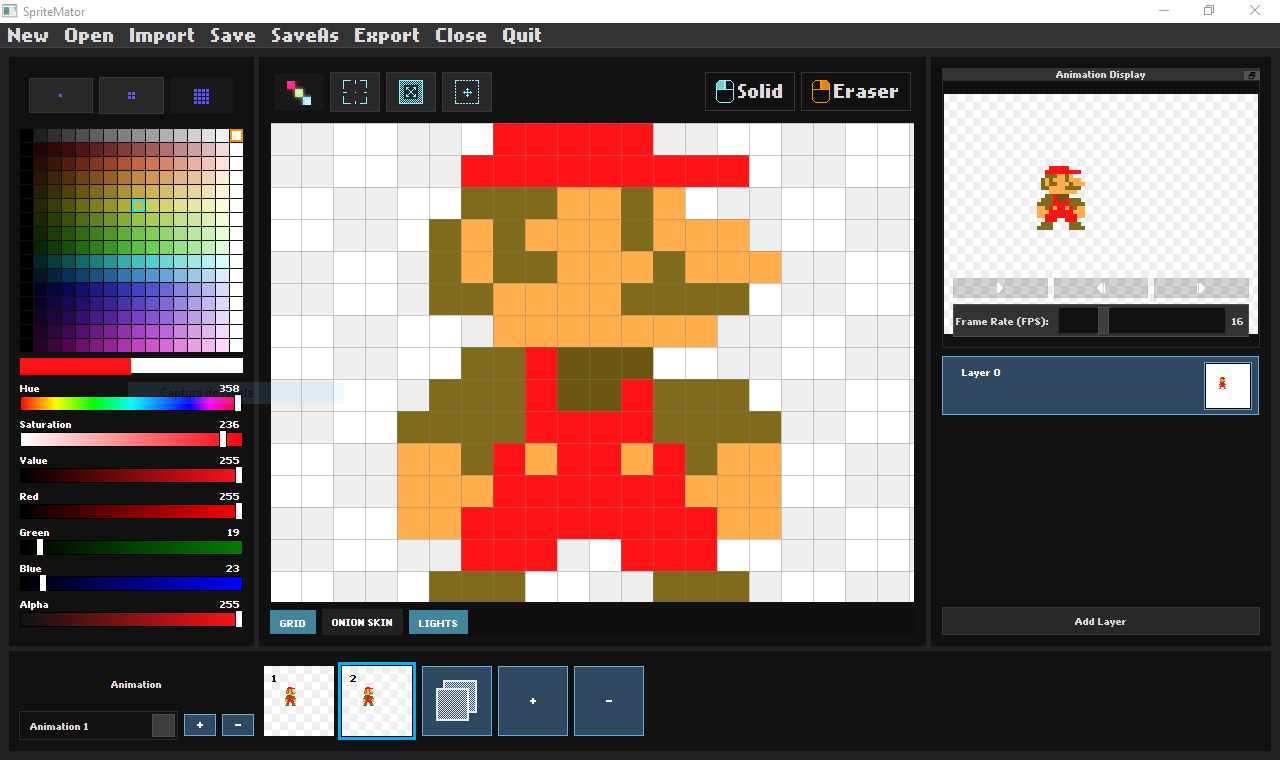 SpriteMator
New Open Import Save SaveAs Export Close Quit
Solid Eraser
Animation Display
Frame Rate (FPS): 16
Layer 0
Hue 358
Captura de
Saturation 236
Value 255
Red 255
Green 19
Blue 23
Alpha 255
GRID ONION SKIN LIGHTS
Add Layer
Animation
1 2
Animation 1 + - + -